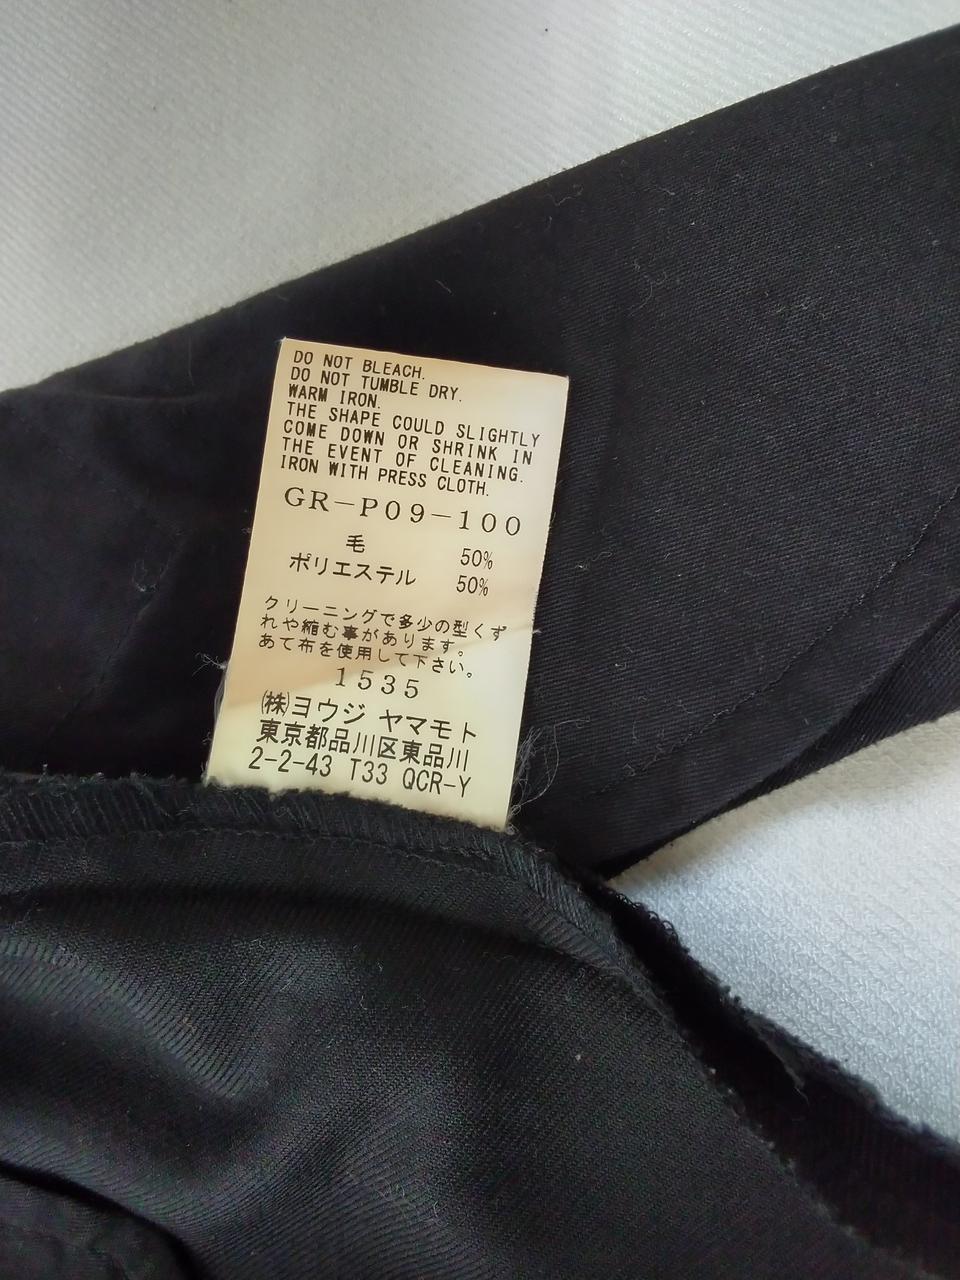 DO NOT BLEACH.
DO NOT TUMBLE DRY.
WARM IRON.
THE SHAPE COULD SLIGHTLY
COME DOWN OR SHRINK IN
THE EVENT OF CLEANING.
IRON WITH PRESS CLOTH.
GR-P09-100
毛 50%
ポリエステル 50%
クリーニングで多少の型くず
れや縮む事があります。
あて布を使用して下さい。
1535
㈱ヨウジ ヤマモト
東京都品川区東品川
2-2-43 T33 QCR-Y